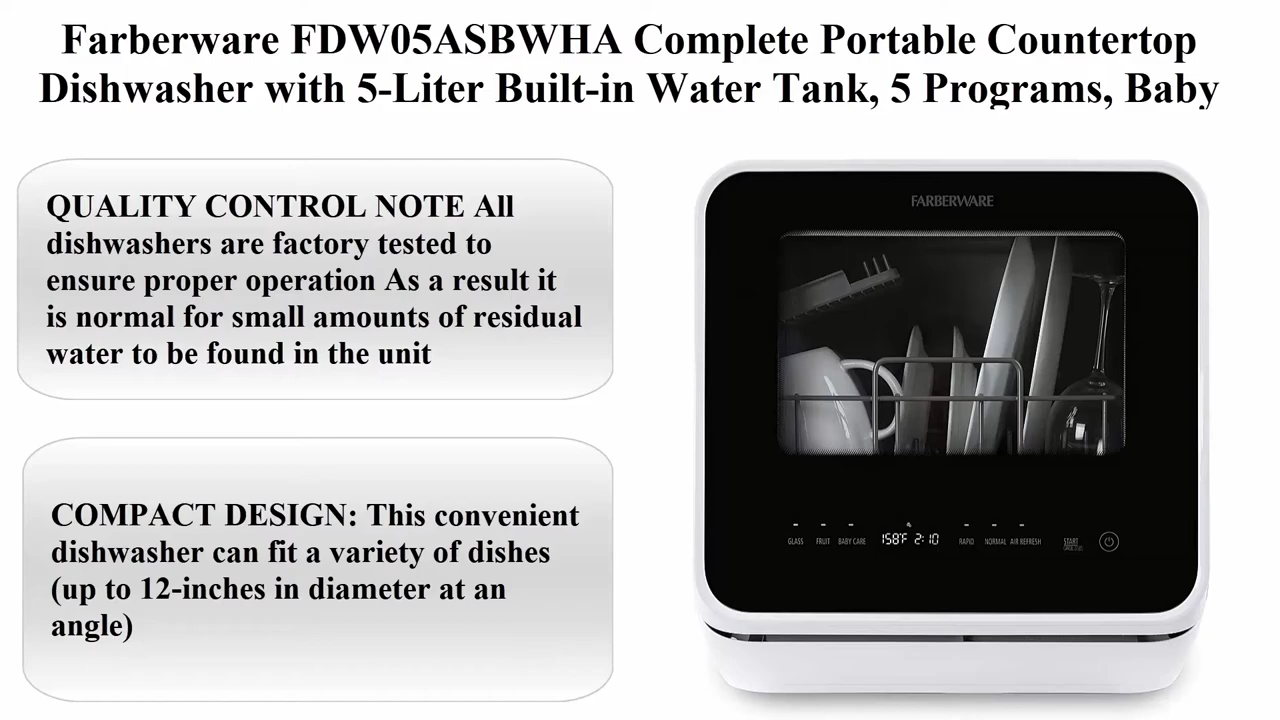 Farberware FDW05ASBWHA Complete Portable Countertop
Dishwasher with 5-Liter Built-in Water Tank, 5 Programs, Baby
QUALITY CONTROL NOTE All
dishwashers are factory tested to
ensure proper operation As a result it
is normal for small amounts of residual
water to be found in the unit
COMPACT DESIGN: This convenient
dishwasher can fit a variety of dishes
(up to 12-inches in diameter at an
angle)
FARBERWARE
GLASS FRUIT BABY CARE 158°F 2:10 RAPID NORMAL AIR REFRESH START